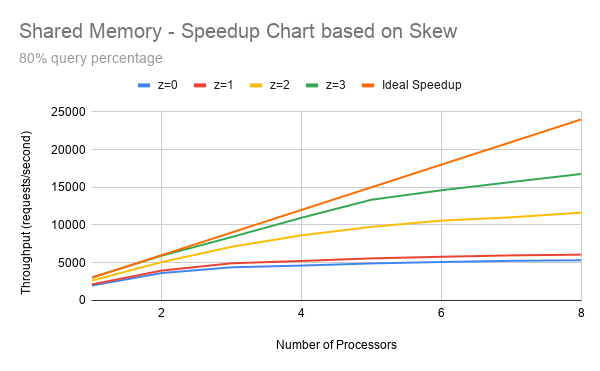 Shared Memory - Speedup Chart based on Skew
80% query percentage
z=0 z=1 z=2 z=3 Ideal Speedup
Throughput (requests/second)
25000
20000
15000
10000
5000
0
2 4 6 8
Number of Processors